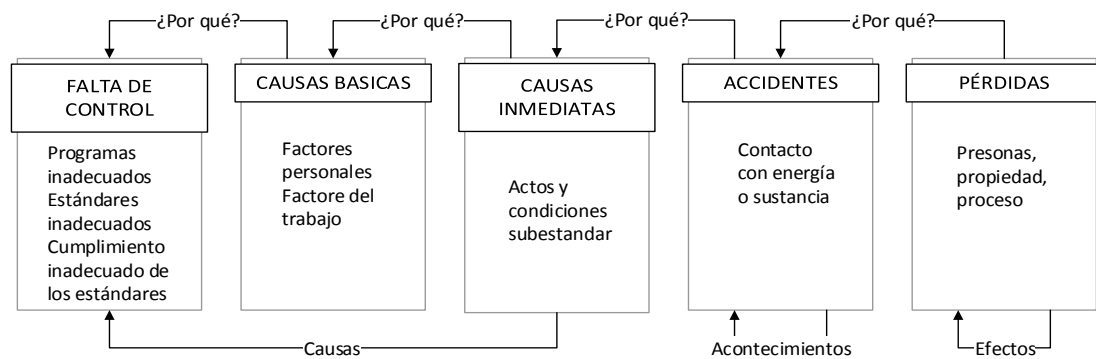 ¿Por qué?
¿Por qué?
¿Por qué?
¿Por qué?
FALTA DE
CONTROL
Programas
inadecuados
Estándares
inadecuados
Cumplimiento
inadecuado de
los estándares
CAUSAS BASICAS
Factores
personales
Factore del
trabajo
CAUSAS
INMEDIATAS
Actos y
condiciones
subestandar
ACCIDENTES
Contacto
con energía
o sustancia
PÉRDIDAS
Presonas,
propiedad,
proceso
Causas
Acontecimientos
Efectos